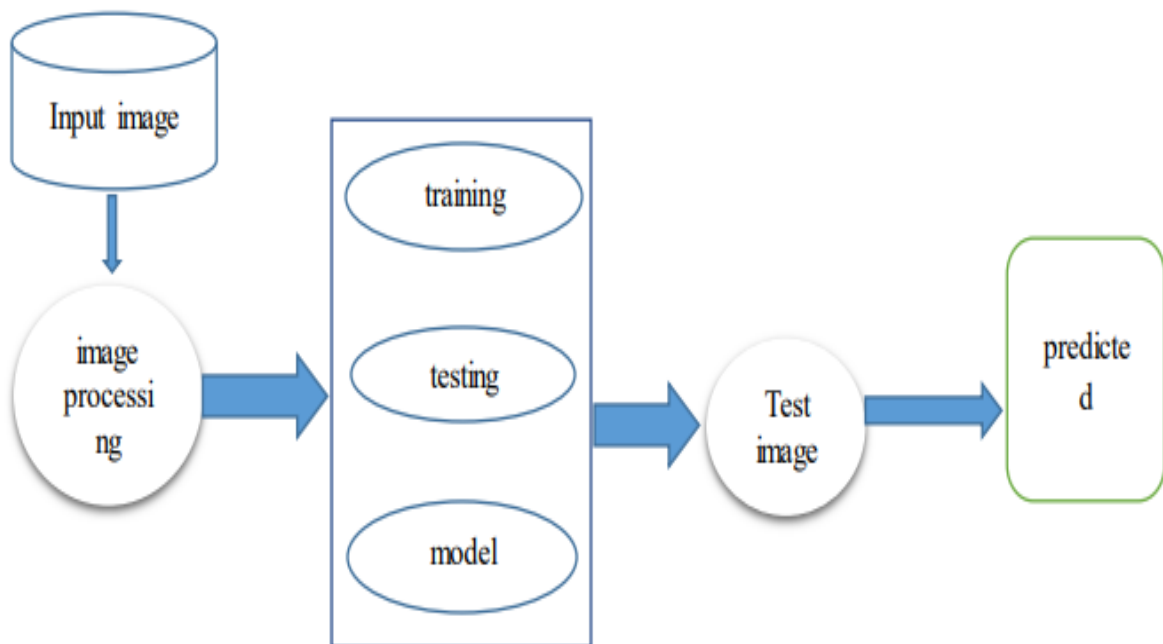 Input image
image
processi
ng
training
testing
model
Test
image
predicte
d